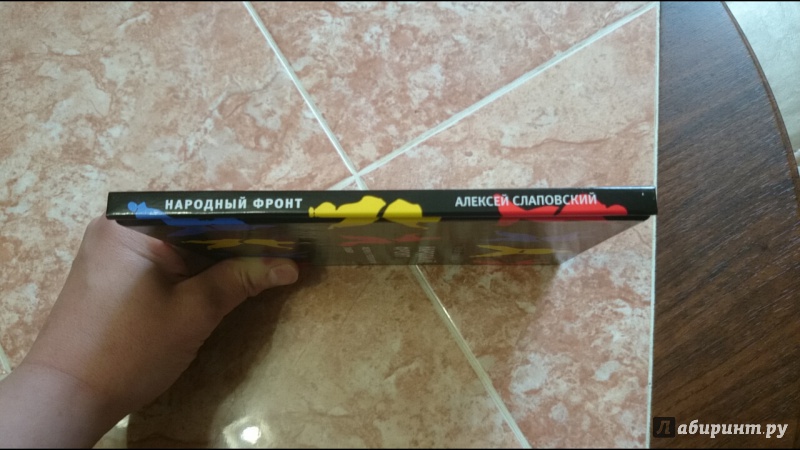 НАРОДНЫЙ ФРОНТ
АЛЕКСЕЙ СЛАПОВСКИЙ
Лабиринт.ру